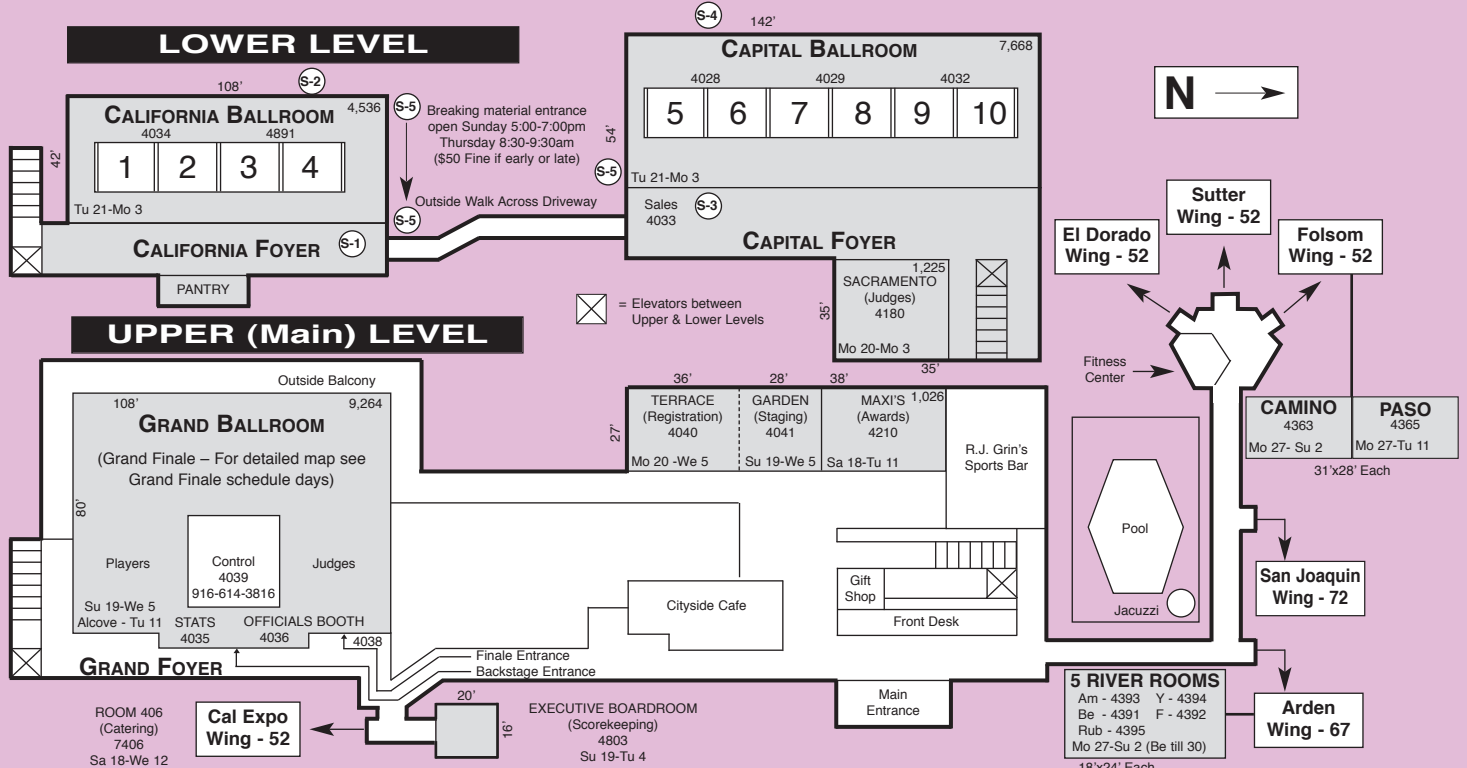 LOWER LEVEL
S-2
108'
CALIFORNIA BALLROOM
4,536
4034
4891
42'
1 2 3 4
Tu 21-Mo 3
CALIFORNIA FOYER
S-1
PANTRY
S-5
Breaking material entrance
open Sunday 5:00-7:00pm
Thursday 8:30-9:30am
($50 Fine if early or late)
S-5
Outside Walk Across Driveway
S-4
142'
CAPITAL BALLROOM
7,668
4028
4029
4032
54'
5 6 7 8 9 10
S-5
Tu 21-Mo 3
Sales
4033
S-3
CAPITAL FOYER
1,225
SACRAMENTO
(Judges)
4180
35'
Mo 20-Mo 3
35'
= Elevators between
Upper & Lower Levels
N
UPPER (Main) LEVEL
Outside Balcony
108'
9,264
GRAND BALLROOM
(Grand Finale – For detailed map see
Grand Finale schedule days)
80'
Players
Control
4039
916-614-3816
Judges
Su 19-We 5
Alcove - Tu 11
STATS
4035
OFFICIALS BOOTH
4036
4038
GRAND FOYER
Finale Entrance
Backstage Entrance
ROOM 406
(Catering)
7406
Sa 18-We 12
Cal Expo
Wing - 52
20'
16'
EXECUTIVE BOARDROOM
(Scorekeeping)
4803
Su 19-Tu 4
36'
28'
38'
27'
TERRACE
(Registration)
4040
Mo 20 -We 5
GARDEN
(Staging)
4041
Su 19-We 5
MAXI'S
1,026
(Awards)
4210
Sa 18-Tu 11
R.J. Grin's
Sports Bar
Cityside Cafe
Gift
Shop
Front Desk
Main
Entrance
El Dorado
Wing - 52
Sutter
Wing - 52
Folsom
Wing - 52
Fitness
Center
CAMINO
4363
Mo 27- Su 2
PASO
4365
Mo 27-Tu 11
31'x28' Each
Pool
Jacuzzi
San Joaquin
Wing - 72
5 RIVER ROOMS
Am - 4393 Y - 4394
Be - 4391 F - 4392
Rub - 4395
Mo 27-Su 2 (Be till 30)
18'x24' Each
Arden
Wing - 67